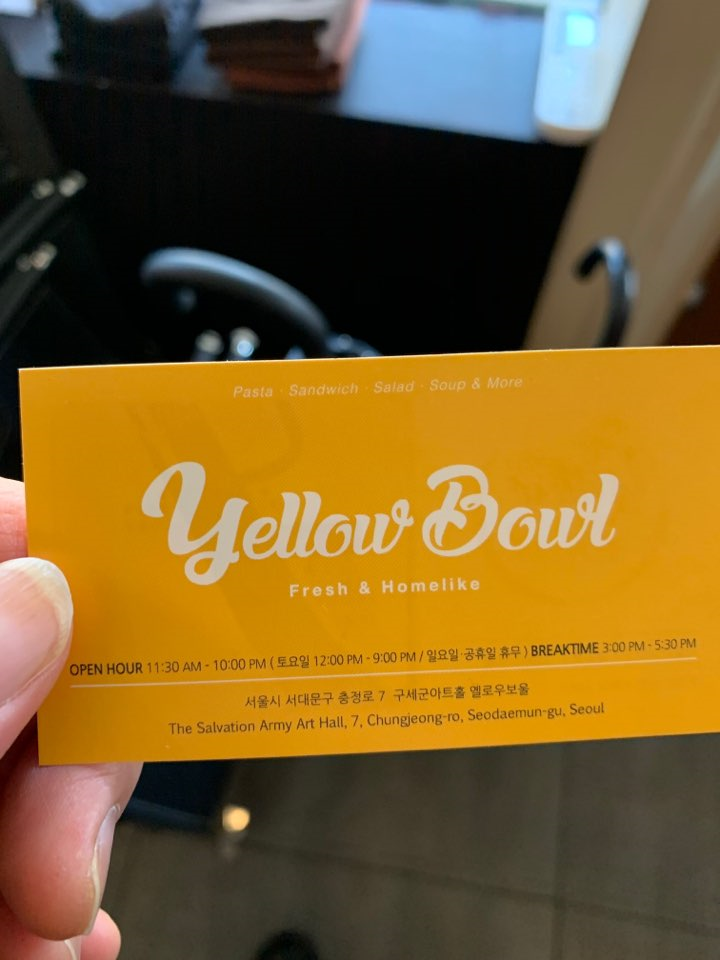 Pasta · Sandwich · Salad · Soup & More
Yellow Bowl
Fresh & Homelike
OPEN HOUR 11:30 AM - 10:00 PM ( 토요일 12:00 PM - 9:00 PM / 일요일·공휴일 휴무 ) BREAKTIME 3:00 PM - 5:30 PM
서울시 서대문구 충정로 7 구세군아트홀 옐로우보울
The Salvation Army Art Hall, 7, Chungjeong-ro, Seodaemun-gu, Seoul